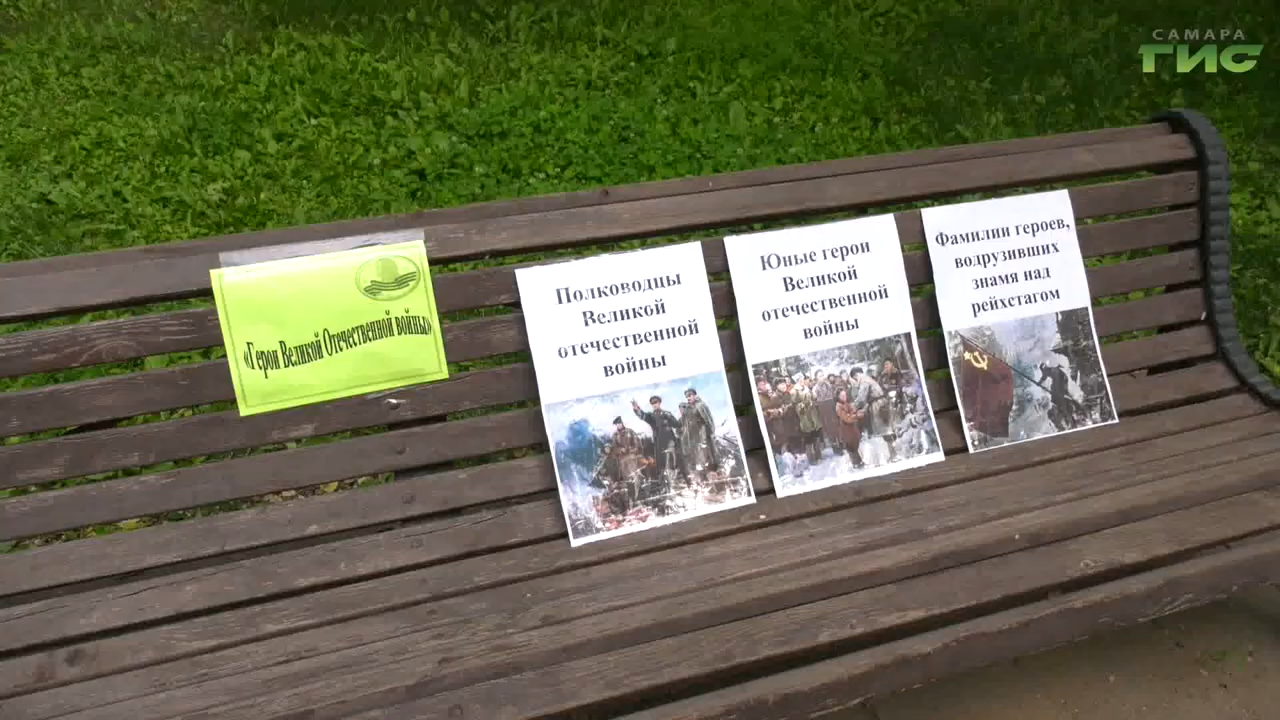 САМАРА
ГИС
«Герои Великой Отечественной войны»
Полководцы
Великой
отечественной
войны
Юные герои
Великой
отечественной
войны
Фамилии героев,
водрузивших
знамя над
рейхстагом